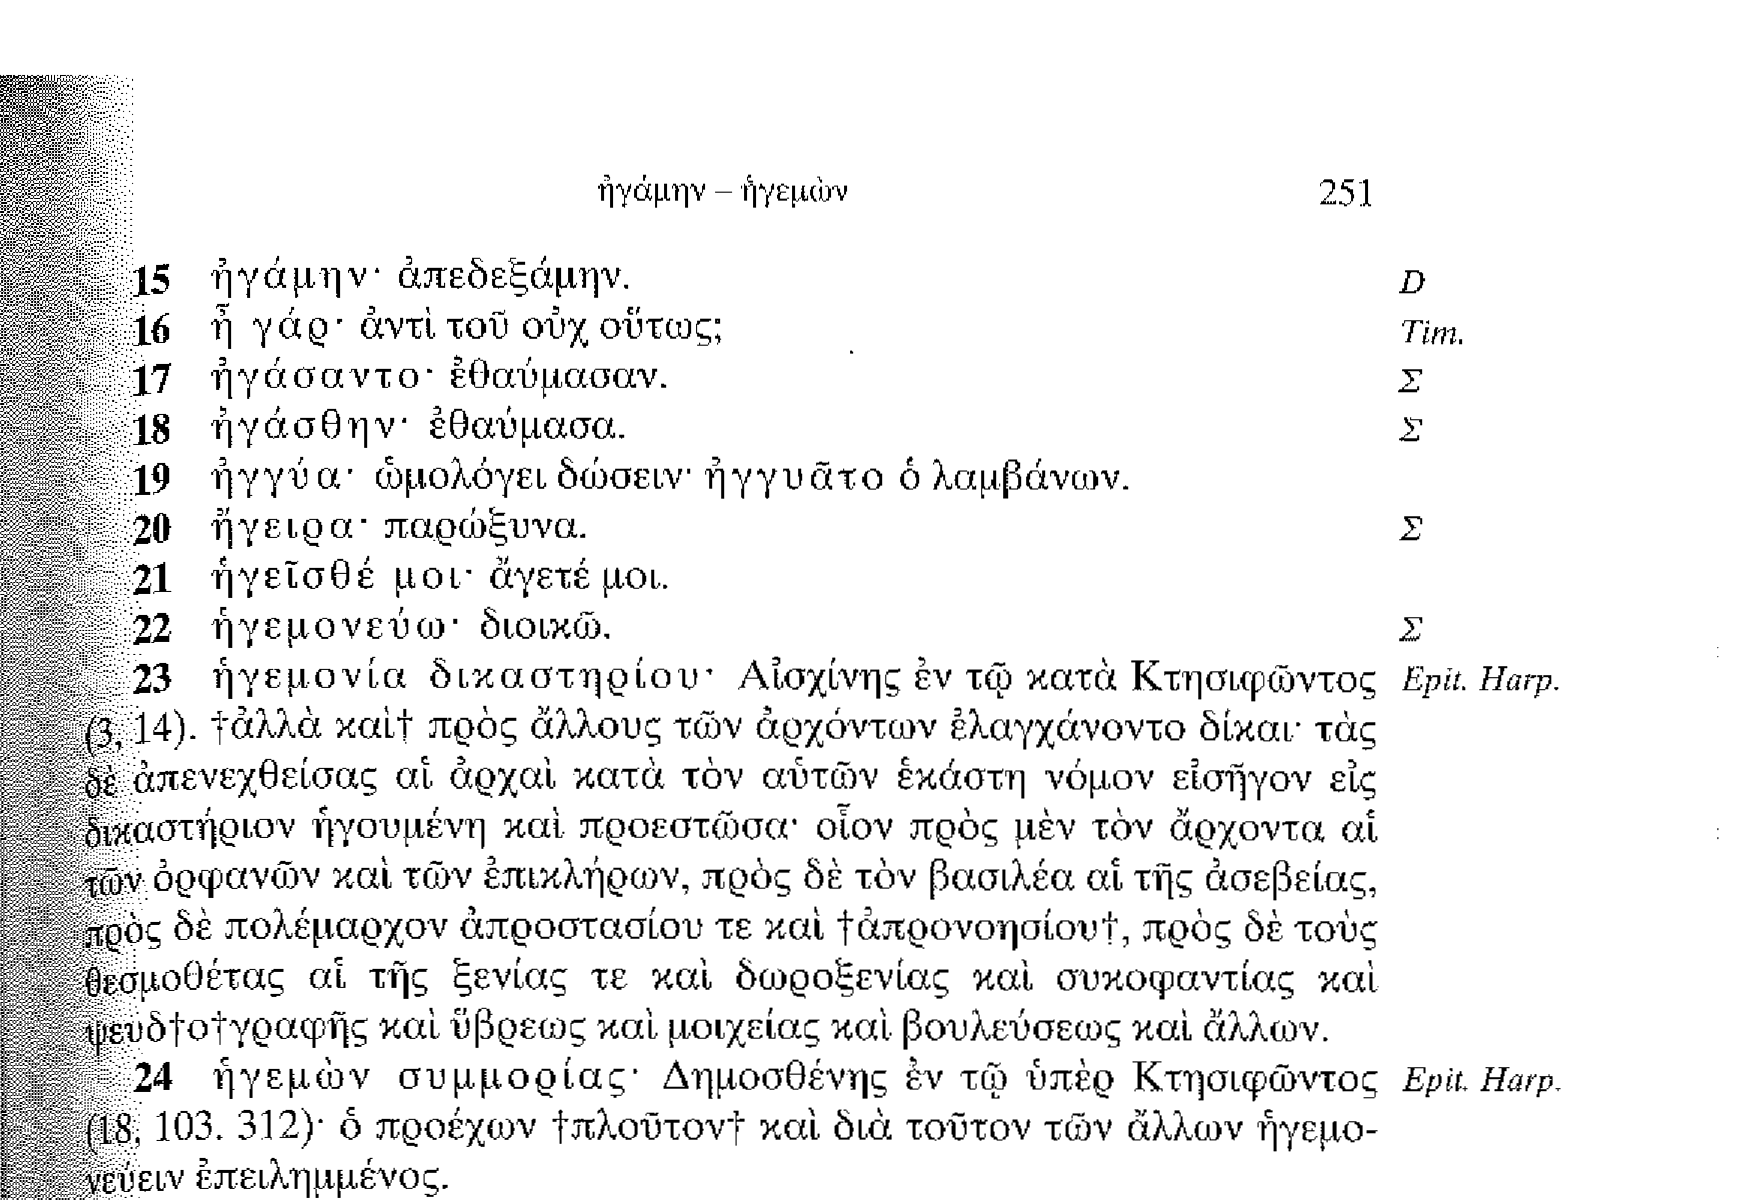 ἠγάμην – ἡγεμὼν 251
15 ἠγάμην· ἀπεδεξάμην. D
16 ἦ γάρ· ἀντὶ τοῦ οὐχ οὕτως; Tim.
17 ἠγάσαντο· ἐθαύμασαν. Σ
18 ἠγάσθην· ἐθαύμασα. Σ
19 ἠγγύα· ὡμολόγει δώσειν· ἠγγυᾶτο ὁ λαμβάνων.
20 ἤγειρα· παρώξυνα. Σ
21 ἡγεῖσθέ μοι· ἄγετέ μοι.
22 ἡγεμονεύω· διοικῶ. Σ
23 ἡγεμονία δικαστηρίου· Αἰσχίνης ἐν τῷ κατὰ Κτησιφῶντος Epit. Harp.
(3, 14). †ἀλλὰ καὶ† πρὸς ἄλλους τῶν ἀρχόντων ἐλαγχάνοντο δίκαι· τὰς
δὲ ἀπενεχθείσας αἱ ἀρχαὶ κατὰ τὸν αὑτῶν ἑκάστη νόμον εἰσῆγον εἰς
δικαστήριον ἡγουμένη καὶ προεστῶσα· οἷον πρὸς μὲν τὸν ἄρχοντα αἱ
τῶν ὀρφανῶν καὶ τῶν ἐπικλήρων, πρὸς δὲ τὸν βασιλέα αἱ τῆς ἀσεβείας,
πρὸς δὲ πολέμαρχον ἀπροστασίου τε καὶ †ἀπρονοησίου†, πρὸς δὲ τοὺς
θεσμοθέτας αἱ τῆς ξενίας τε καὶ δωροξενίας καὶ συκοφαντίας καὶ
ψευδ†ο†γραφῆς καὶ ὕβρεως καὶ μοιχείας καὶ βουλεύσεως καὶ ἄλλων.
24 ἡγεμὼν συμμορίας· Δημοσθένης ἐν τῷ ὑπὲρ Κτησιφῶντος Epit. Harp.
(18, 103. 312)· ὁ προέχων †πλοῦτον† καὶ διὰ τοῦτον τῶν ἄλλων ἡγεμο-
νεύειν ἐπειλημμένος.